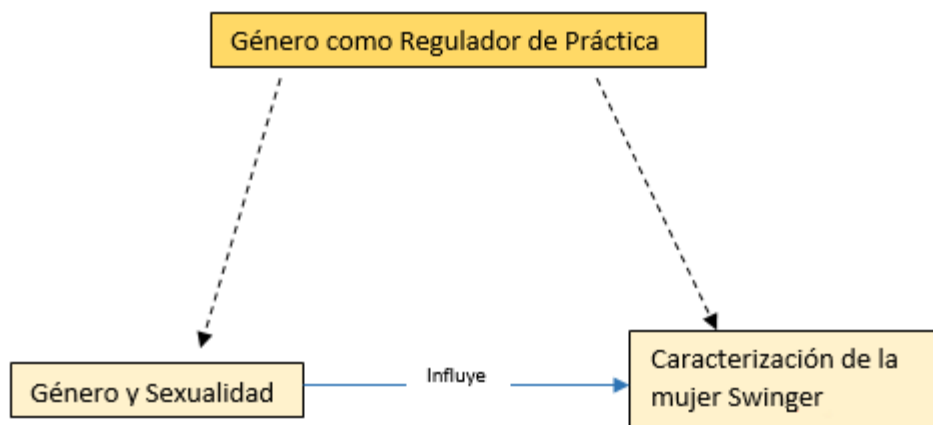 Género como Regulador de Práctica
Género y Sexualidad
Influye
Caracterización de la
mujer Swinger